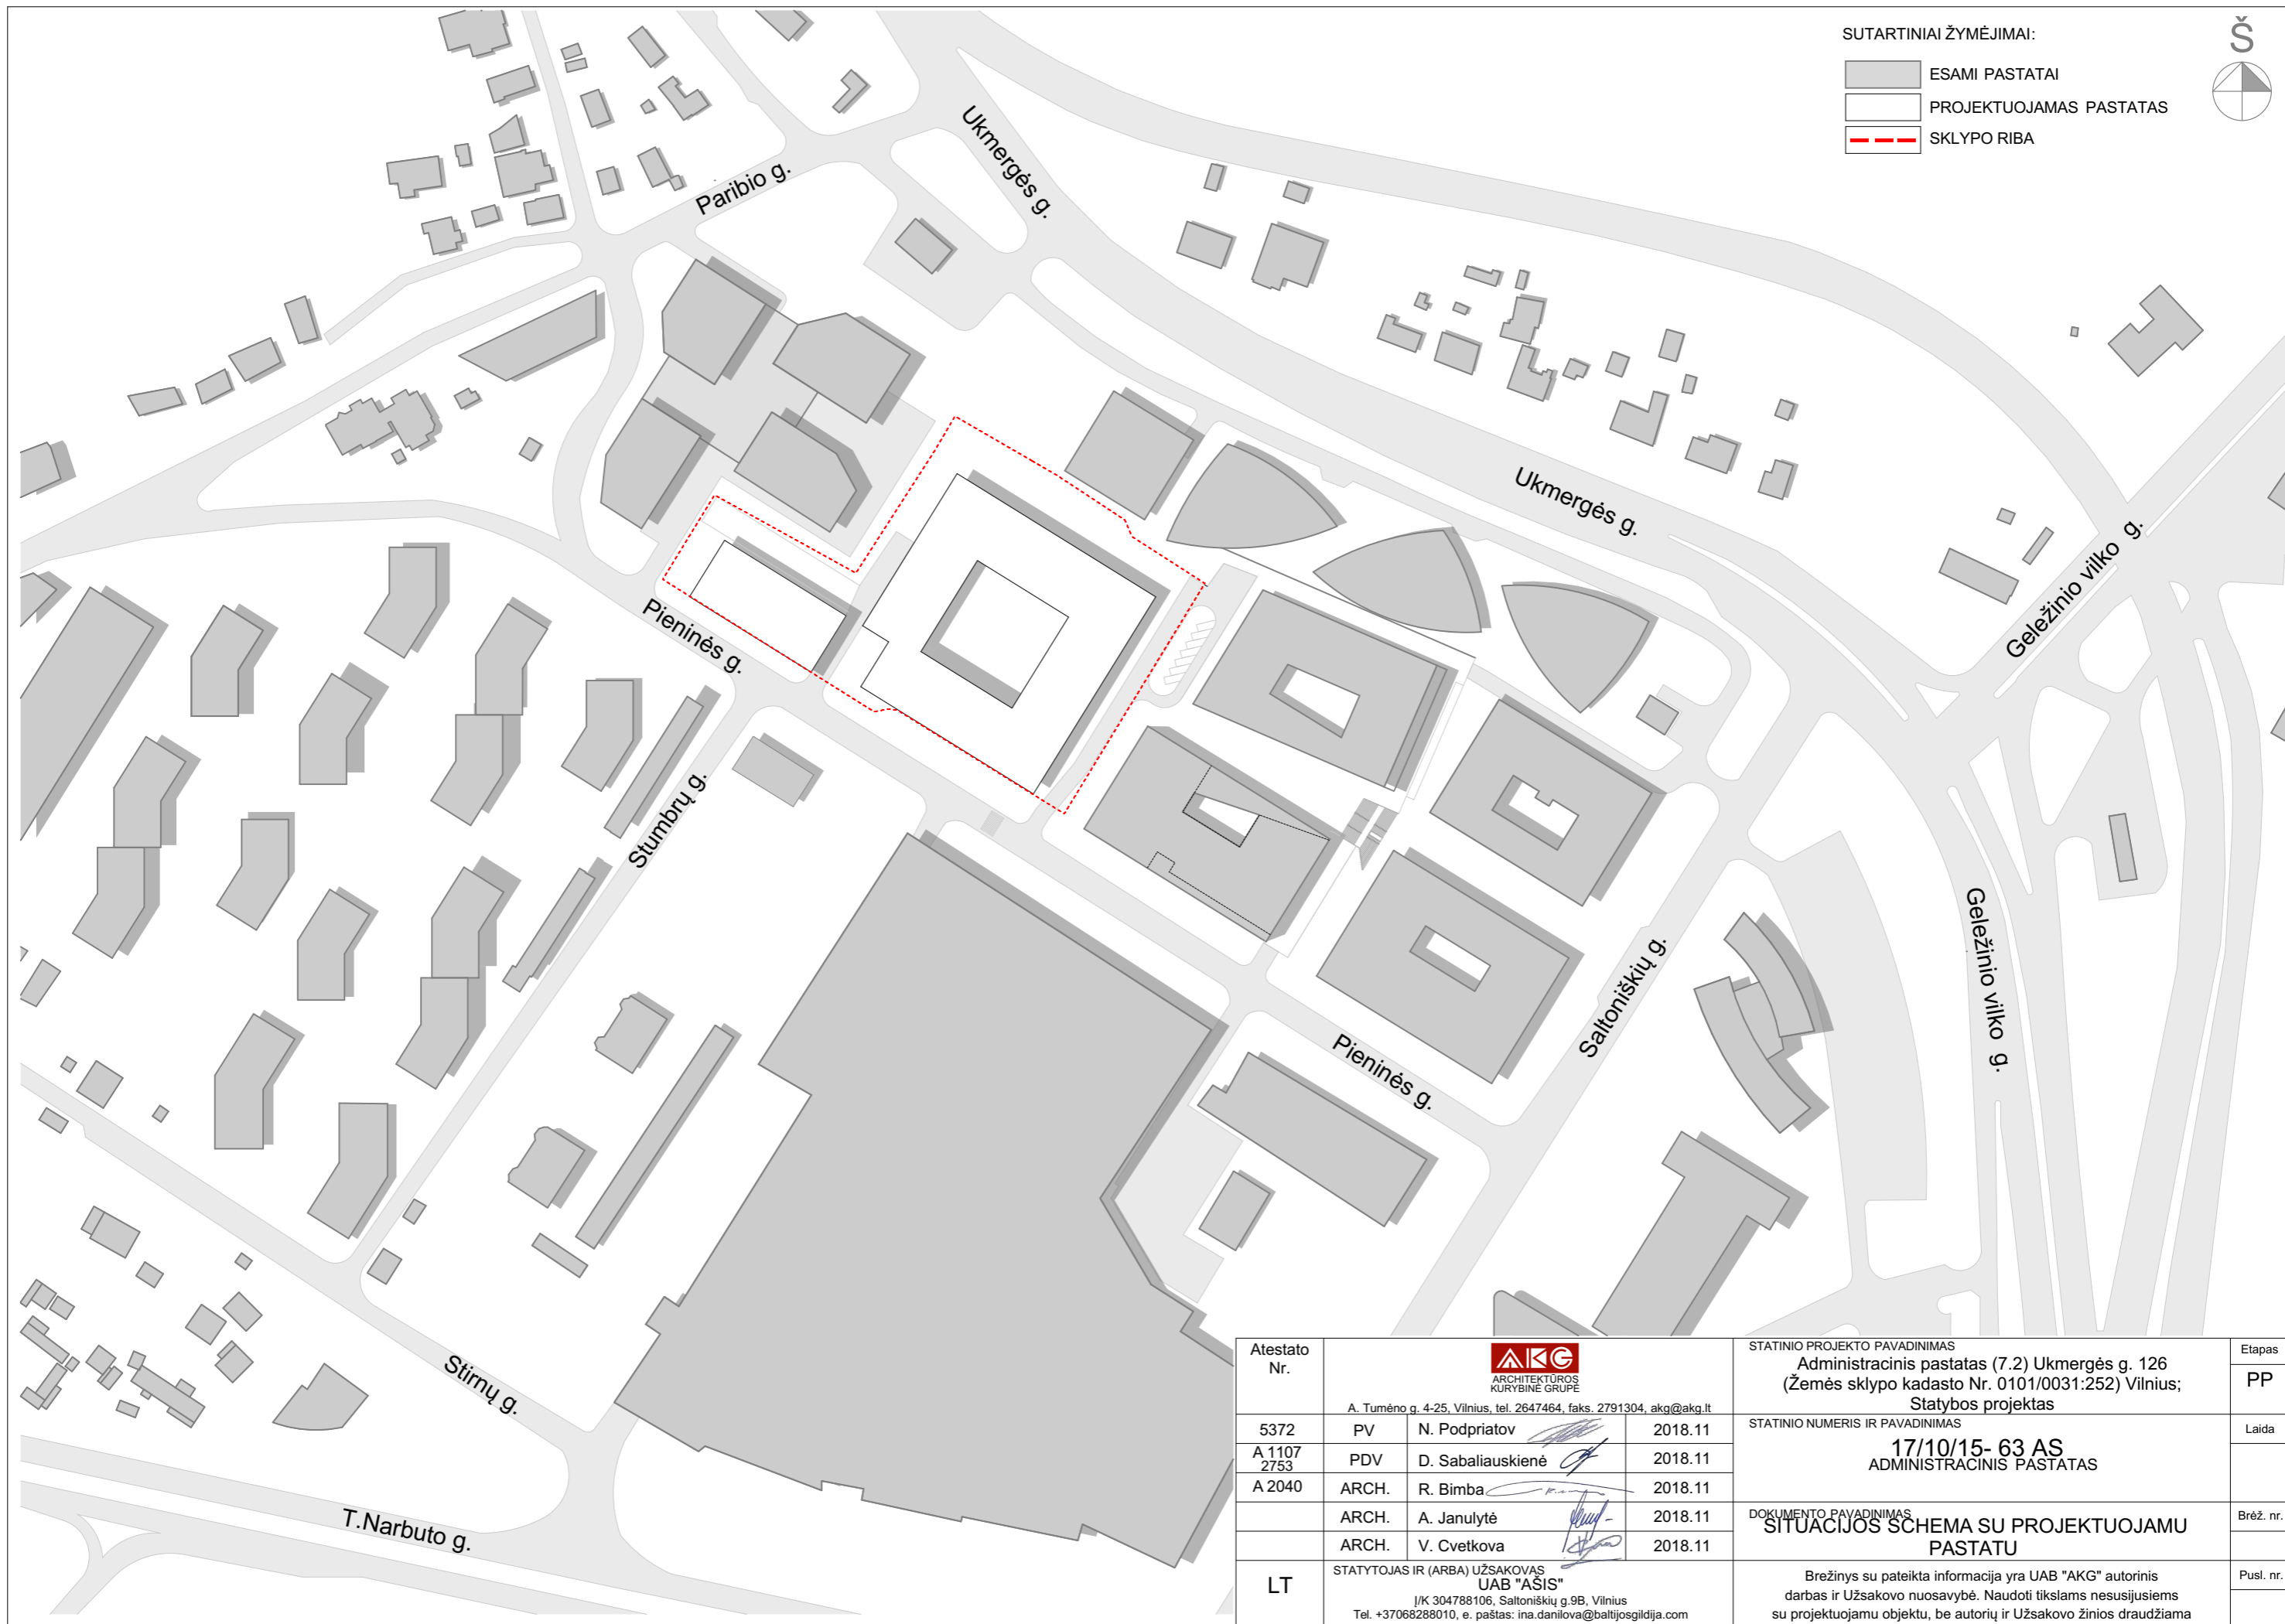 SUTARTINIAI ŽYMĖJIMAI:
Š
ESAMI PASTATAI
PROJEKTUOJAMAS PASTATAS
SKLYPO RIBA
Ukmergės g.
Paribio g.
Ukmergės g.
Geležinio vilko g.
Pieninės g.
Stumbrų g.
Geležinio vilko g.
Saltoniškių g.
Pieninės g.
Stirnų g.
T.Narbuto g.
Atestato
Nr.
AKG
ARCHITEKTŪROS
KŪRYBINĖ GRUPĖ
A. Tumėno g. 4-25, Vilnius, tel. 2647464, faks. 2791304, akg@akg.lt
STATINIO PROJEKTO PAVADINIMAS
Administracinis pastatas (7.2) Ukmergės g. 126
(Žemės sklypo kadasto Nr. 0101/0031:252) Vilnius;
Statybos projektas
Etapas
PP
5372 PV N. Podpriatov 2018.11
A 1107
2753 PDV D. Sabaliauskienė 2018.11
A 2040 ARCH. R. Bimba 2018.11
ARCH. A. Janulytė 2018.11
ARCH. V. Cvetkova 2018.11
STATINIO NUMERIS IR PAVADINIMAS
17/10/15- 63 AS
ADMINISTRACINIS PASTATAS
Laida
DOKUMENTO PAVADINIMAS
SITUACIJOS SCHEMA SU PROJEKTUOJAMU
PASTATU
Brėž. nr.
LT
STATYTOJAS IR (ARBA) UŽSAKOVAS
UAB "AŠIS"
Į/K 304788106, Saltoniškių g.9B, Vilnius
Tel. +37068288010, e. paštas: ina.danilova@baltijosgildija.com
Brežinys su pateikta informacija yra UAB "AKG" autorinis
darbas ir Užsakovo nuosavybė. Naudoti tikslams nesusijusiems
su projektuojamu objektu, be autorių ir Užsakovo žinios draudžiama
Pusl. nr.